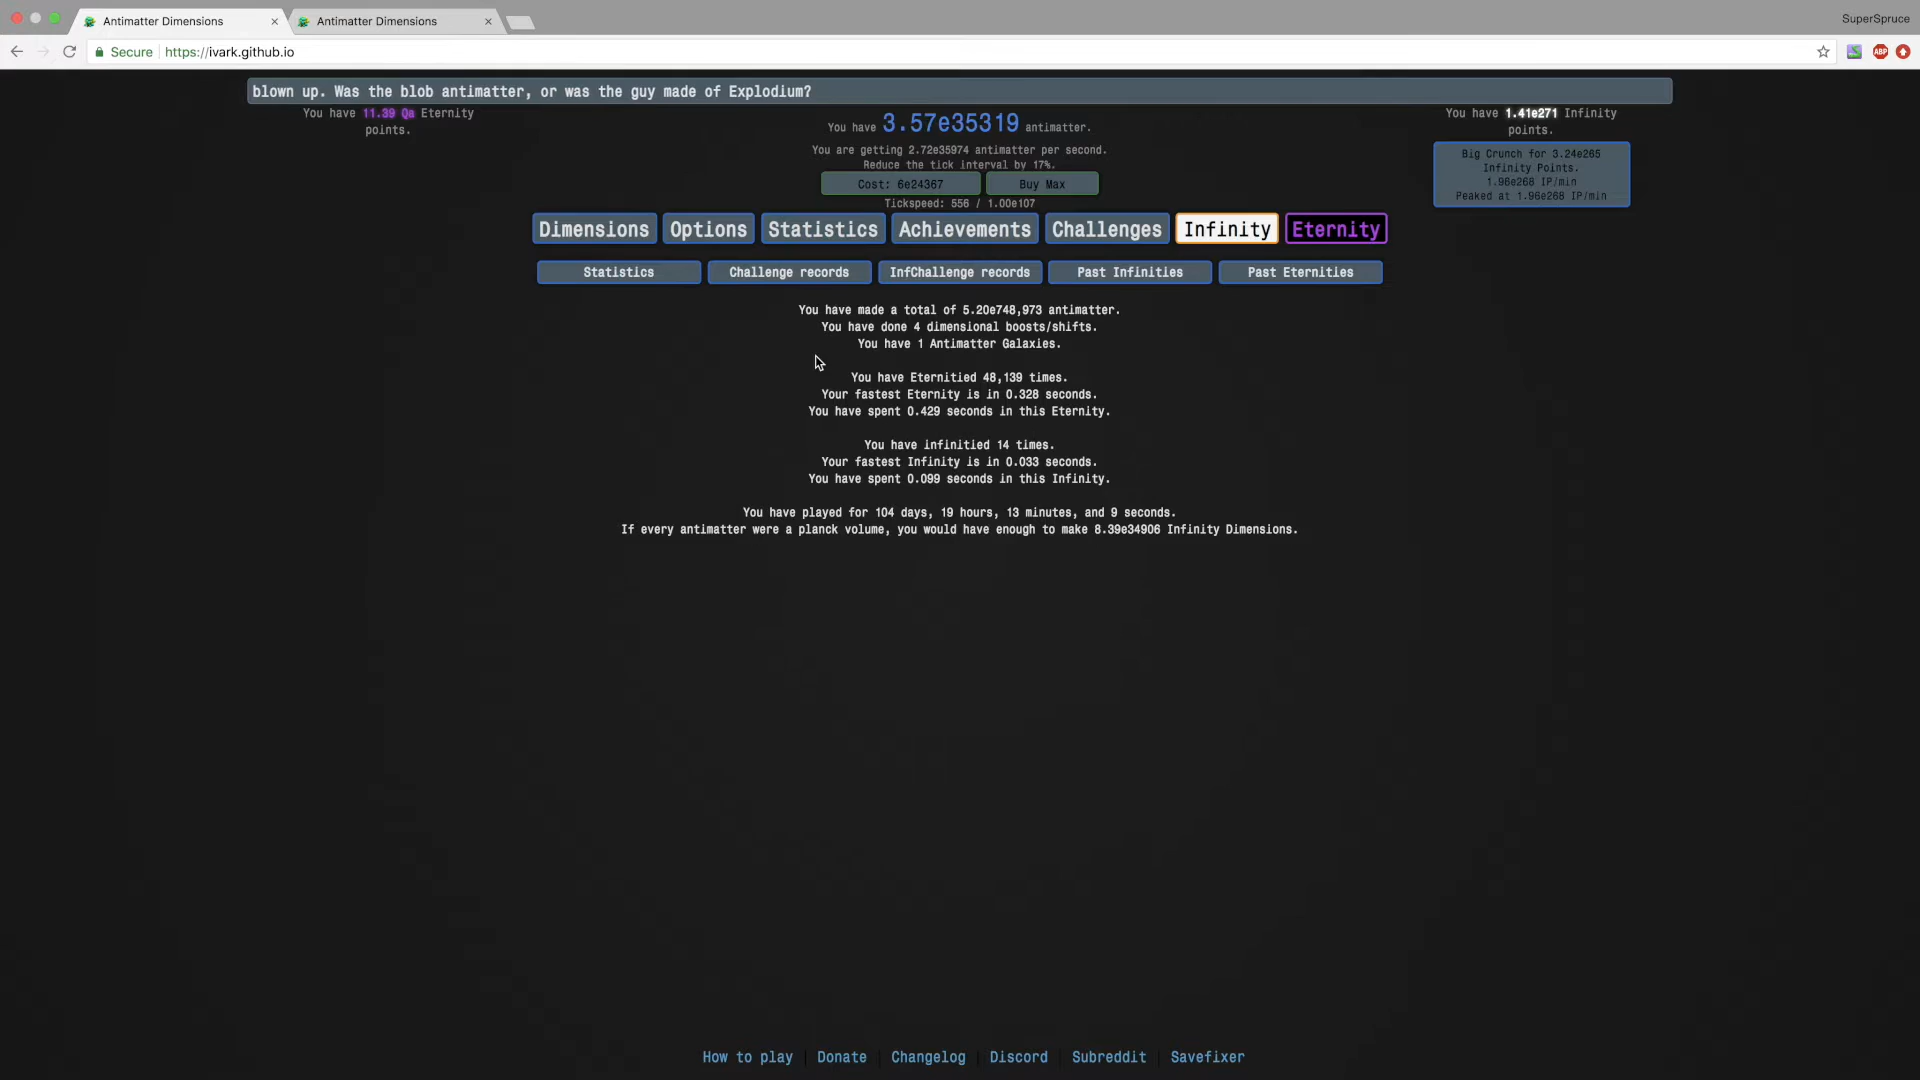 Antimatter Dimensions
Antimatter Dimensions
SuperSpruce
Secure https://ivark.github.io
ABP
blown up. Was the blob antimatter, or was the guy made of Explodium?
You have 11.39 Qa Eternity
points.
You have 3.57e35319 antimatter.
You are getting 2.72e35974 antimatter per second.
Reduce the tick interval by 17%.
Cost: 6e24367
Buy Max
Tickspeed: 556 / 1.00e107
You have 1.41e271 Infinity
points.
Big Crunch for 3.24e265
Infinity Points.
1.96e268 IP/min
Peaked at 1.96e268 IP/min
Dimensions
Options
Statistics
Achievements
Challenges
Infinity
Eternity
Statistics
Challenge records
InfChallenge records
Past Infinities
Past Eternities
You have made a total of 5.20e748,973 antimatter.
You have done 4 dimensional boosts/shifts.
You have 1 Antimatter Galaxies.
You have Eternitied 48,139 times.
Your fastest Eternity is in 0.328 seconds.
You have spent 0.429 seconds in this Eternity.
You have infinitied 14 times.
Your fastest Infinity is in 0.033 seconds.
You have spent 0.099 seconds in this Infinity.
You have played for 104 days, 19 hours, 13 minutes, and 9 seconds.
If every antimatter were a planck volume, you would have enough to make 8.39e34906 Infinity Dimensions.
How to play
Donate
Changelog
Discord
Subreddit
Savefixer